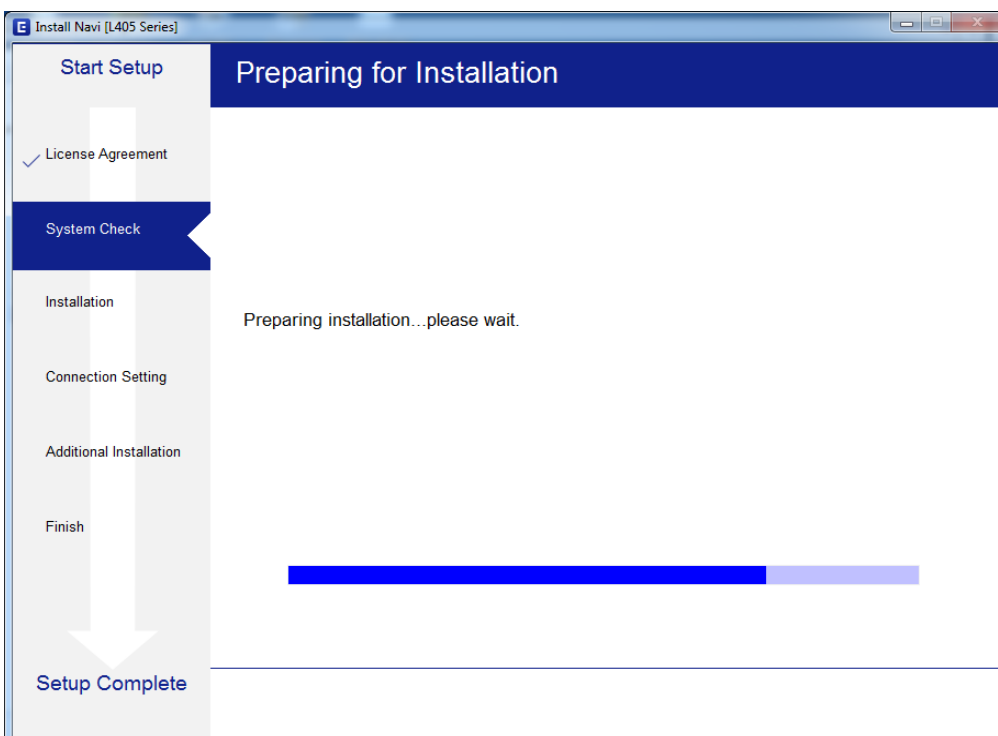 E Install Navi [L405 Series]
Start Setup
Preparing for Installation
License Agreement
System Check
Installation
Preparing installation...please wait.
Connection Setting
Additional Installation
Finish
Setup Complete